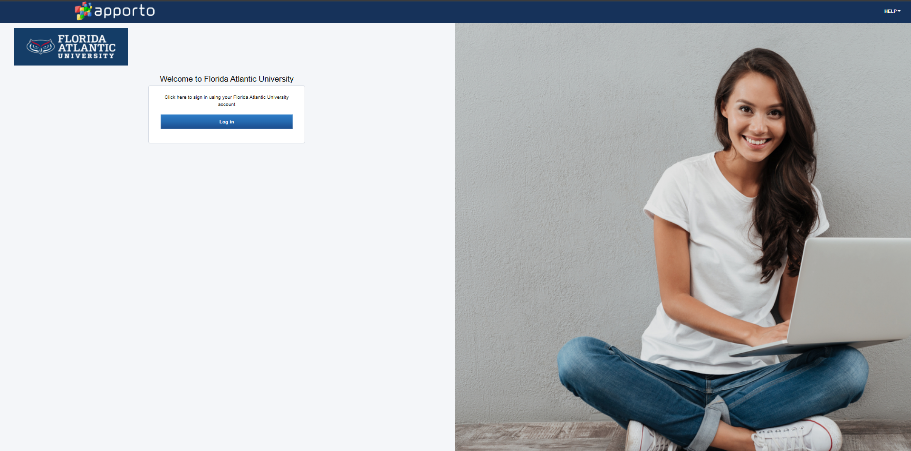 apporto
HELP
FLORIDA
ATLANTIC
UNIVERSITY
Welcome to Florida Atlantic University
Click here to sign in using your Florida Atlantic University
account
Log in